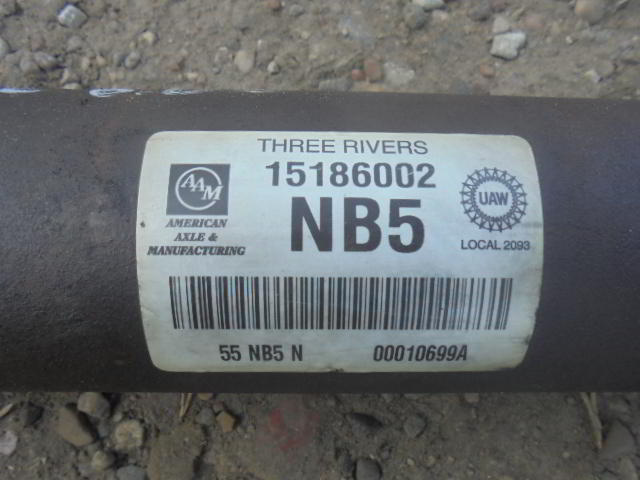 THREE RIVERS
15186002
AAM
AMERICAN
AXLE &
MANUFACTURING
NB5
UAW
LOCAL 2093
55 NB5 N 00010699A